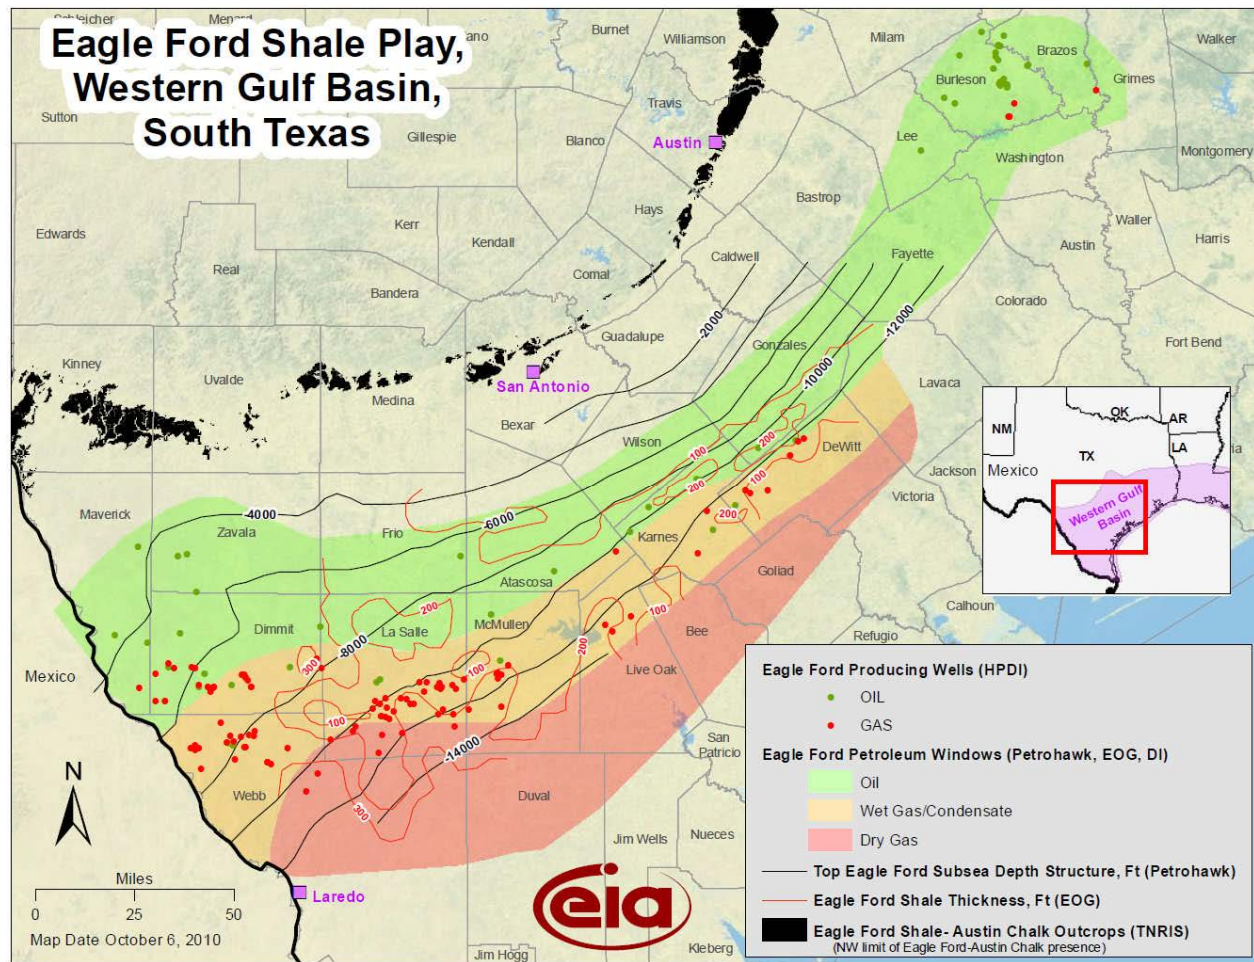 Eagle Ford Shale Play,
Western Gulf Basin,
South Texas
Schleicher
Menard
Burnet
Williamson
Milam
Brazos
Walker
Grimes
Burleson
Sutton
Travis
Gillespie
Blanco
Austin
Lee
Washington
Montgomery
Bastrop
Hays
Edwards
Kerr
Kendall
Waller
Austin
Harris
Real
Comal
Caldwell
Fayette
Bandera
Colorado
-2000
-12000
Guadalupe
Gonzales
Fort Bend
Kinney
Uvalde
San Antonio
-10000
Lavaca
Medina
Bexar
Wilson
200
100
DeWitt
Jackson
100
200
Victoria
Maverick
-4000
Zavala
Frio
-6000
200
Karnes
Goliad
Atascosa
Calhoun
200
100
Dimmit
La Salle
McMullen
Bee
Refugio
-8000
200
300
100
Live Oak
Mexico
100
San
Patricio
-14000
Webb
300
Duval
Jim Wells
Nueces
Laredo
Kleberg
Jim Hogg
N
Miles
0 25 50
Map Date October 6, 2010
eia
NM
OK
AR
LA
TX
Mexico
Western Gulf
Basin
Eagle Ford Producing Wells (HPDI)
OIL
GAS
Eagle Ford Petroleum Windows (Petrohawk, EOG, DI)
Oil
Wet Gas/Condensate
Dry Gas
Top Eagle Ford Subsea Depth Structure, Ft (Petrohawk)
Eagle Ford Shale Thickness, Ft (EOG)
Eagle Ford Shale- Austin Chalk Outcrops (TNRIS)
(NW limit of Eagle Ford-Austin Chalk presence)